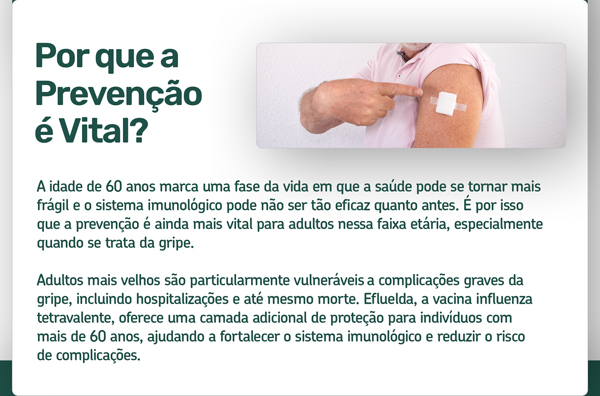 Por que a
Prevenção
é Vital?
A idade de 60 anos marca uma fase da vida em que a saúde pode se tornar mais
frágil e o sistema imunológico pode não ser tão eficaz quanto antes. É por isso
que a prevenção é ainda mais vital para adultos nessa faixa etária, especialmente
quando se trata da gripe.
Adultos mais velhos são particularmente vulneráveis a complicações graves da
gripe, incluindo hospitalizações e até mesmo morte. Efluelda, a vacina influenza
tetravalente, oferece uma camada adicional de proteção para indivíduos com
mais de 60 anos, ajudando a fortalecer o sistema imunológico e reduzir o risco
de complicações.